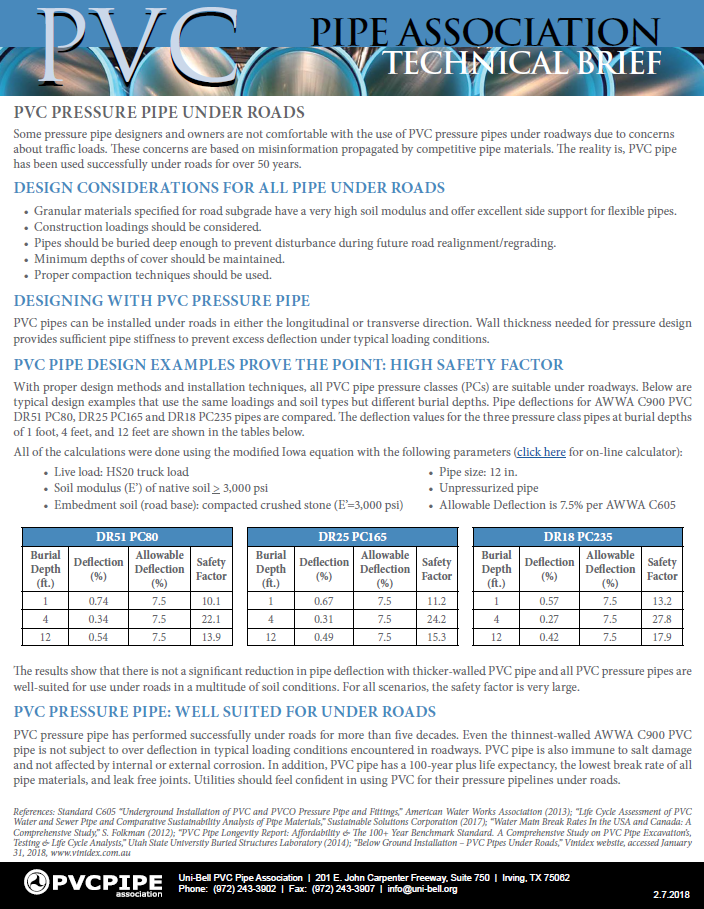 PVC
PIPE ASSOCIATION
TECHNICAL BRIEF
PVC PRESSURE PIPE UNDER ROADS
Some pressure pipe designers and owners are not comfortable with the use of PVC pressure pipes under roadways due to concerns
about traffic loads. These concerns are based on misinformation propagated by competitive pipe materials. The reality is, PVC pipe
has been used successfully under roads for over 50 years.
DESIGN CONSIDERATIONS FOR ALL PIPE UNDER ROADS
• Granular materials specified for road subgrade have a very high soil modulus and offer excellent side support for flexible pipes.
• Construction loadings should be considered.
• Pipes should be buried deep enough to prevent disturbance during future road realignment/regrading.
• Minimum depths of cover should be maintained.
• Proper compaction techniques should be used.
DESIGNING WITH PVC PRESSURE PIPE
PVC pipes can be installed under roads in either the longitudinal or transverse direction. Wall thickness needed for pressure design
provides sufficient pipe stiffness to prevent excess deflection under typical loading conditions.
PVC PIPE DESIGN EXAMPLES PROVE THE POINT: HIGH SAFETY FACTOR
With proper design methods and installation techniques, all PVC pipe pressure classes (PCs) are suitable under roadways. Below are
typical design examples that use the same loadings and soil types but different burial depths. Pipe deflections for AWWA C900 PVC
DR51 PC80, DR25 PC165 and DR18 PC235 pipes are compared. The deflection values for the three pressure class pipes at burial depths
of 1 foot, 4 feet, and 12 feet are shown in the tables below.
All of the calculations were done using the modified Iowa equation with the following parameters (click here for on-line calculator):
• Live load: HS20 truck load
• Soil modulus (E') of native soil ≥ 3,000 psi
• Embedment soil (road base): compacted crushed stone (E'=3,000 psi)
• Pipe size: 12 in.
• Unpressurized pipe
• Allowable Deflection is 7.5% per AWWA C605
DR51 PC80
Burial Depth (ft.) Deflection (%) Allowable Deflection (%) Safety Factor
1 0.74 7.5 10.1
4 0.34 7.5 22.1
12 0.54 7.5 13.9
DR25 PC165
Burial Depth (ft.) Deflection (%) Allowable Deflection (%) Safety Factor
1 0.67 7.5 11.2
4 0.31 7.5 24.2
12 0.49 7.5 15.3
DR18 PC235
Burial Depth (ft.) Deflection (%) Allowable Deflection (%) Safety Factor
1 0.57 7.5 13.2
4 0.27 7.5 27.8
12 0.42 7.5 17.9
The results show that there is not a significant reduction in pipe deflection with thicker-walled PVC pipe and all PVC pressure pipes are
well-suited for use under roads in a multitude of soil conditions. For all scenarios, the safety factor is very large.
PVC PRESSURE PIPE: WELL SUITED FOR UNDER ROADS
PVC pressure pipe has performed successfully under roads for more than five decades. Even the thinnest-walled AWWA C900 PVC
pipe is not subject to over deflection in typical loading conditions encountered in roadways. PVC pipe is also immune to salt damage
and not affected by internal or external corrosion. In addition, PVC pipe has a 100-year plus life expectancy, the lowest break rate of all
pipe materials, and leak free joints. Utilities should feel confident in using PVC for their pressure pipelines under roads.
References: Standard C605 "Underground Installation of PVC and PVCO Pressure Pipe and Fittings," American Water Works Association (2013); "Life Cycle Assessment of PVC
Water and Sewer Pipe and Comparative Sustainability Analysis of Pipe Materials," Sustainable Solutions Corporation (2017); "Water Main Break Rates In the USA and Canada: A
Comprehensive Study," S. Folkman (2012); "PVC Pipe Longevity Report: Affordability & The 100+ Year Benchmark Standard. A Comprehensive Study on PVC Pipe Excavation's,
Testing & Life Cycle Analysis," Utah State University Buried Structures Laboratory (2014); "Below Ground Installation – PVC Pipes Under Roads," Vinidex website, accessed January
31, 2018, www.vinidex.com.au
PVCPIPE
association
Uni-Bell PVC Pipe Association | 201 E. John Carpenter Freeway, Suite 750 | Irving, TX 75062
Phone: (972) 243-3902 | Fax: (972) 243-3907 | info@uni-bell.org
2.7.2018